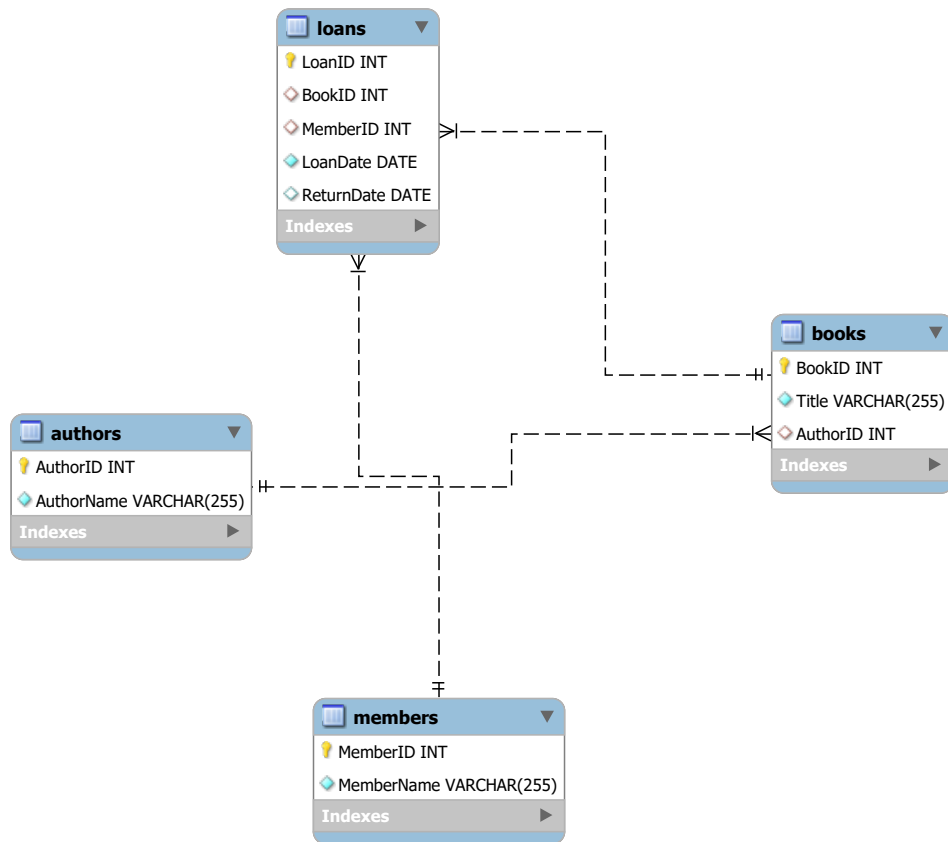 loans
LoanID INT
BookID INT
MemberID INT
LoanDate DATE
ReturnDate DATE
Indexes
books
BookID INT
Title VARCHAR(255)
AuthorID INT
Indexes
authors
AuthorID INT
AuthorName VARCHAR(255)
Indexes
members
MemberID INT
MemberName VARCHAR(255)
Indexes